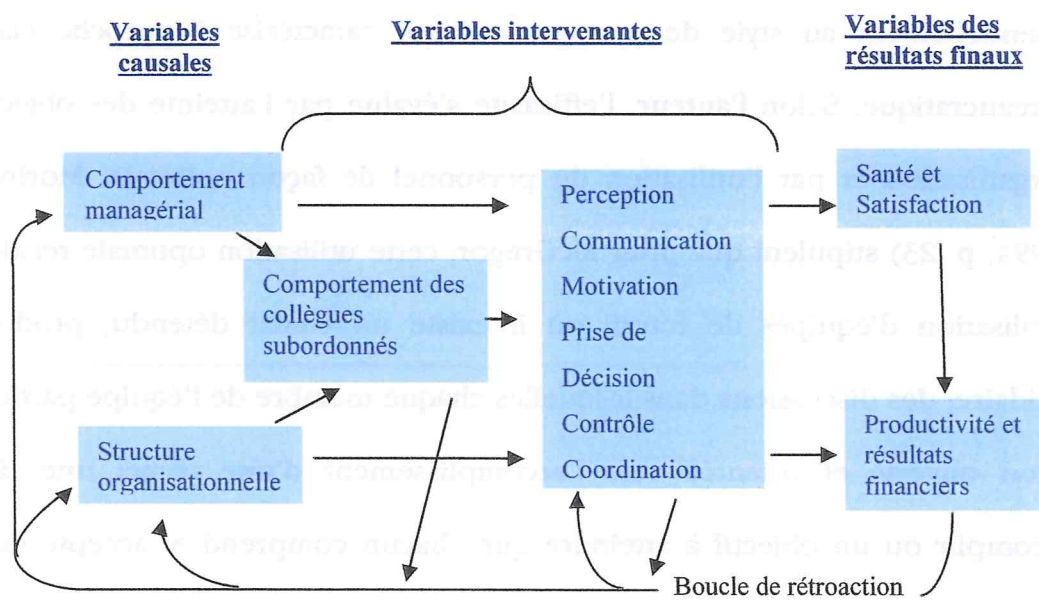 Variables
causales
Variables intervenantes
Variables des
résultats finaux
Comportement
managérial
Comportement des
collègues
subordonnés
Structure
organisationnelle
Perception
Communication
Motivation
Prise de
Décision
Contrôle
Coordination
Santé et
Satisfaction
Productivité et
résultats
financiers
Boucle de rétroaction